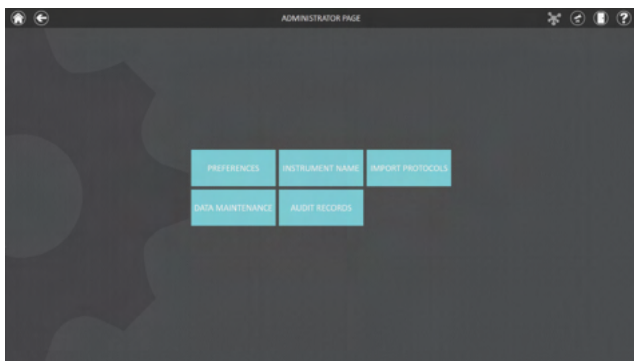 ADMINISTRATOR PAGE
?
PREFERENCES
INSTRUMENT NAME
IMPORT PROTOCOLS
DATA MAINTENANCE
AUDIT RECORDS